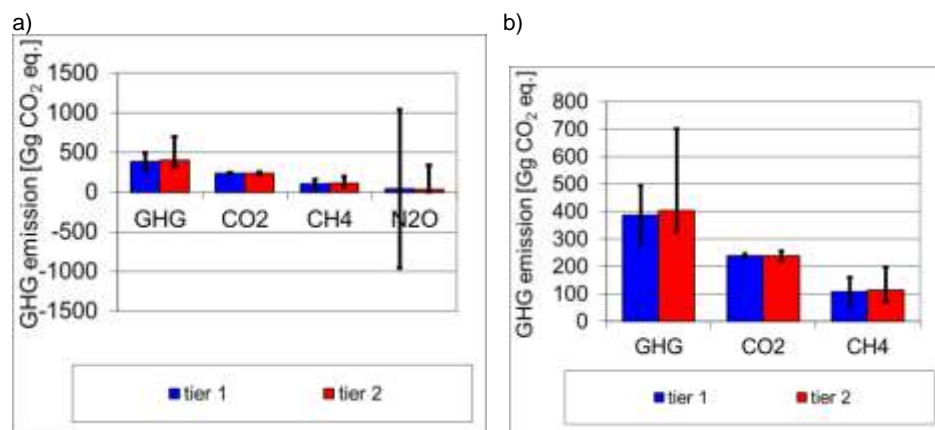 a)
GHG emission [Gg CO2 eq.]
1500
1000
500
0
-500
-1000
-1500
GHG CO2 CH4 N2O
tier 1 tier 2
b)
GHG emission [Gg CO2 eq.]
800
700
600
500
400
300
200
100
0
GHG CO2 CH4
tier 1 tier 2